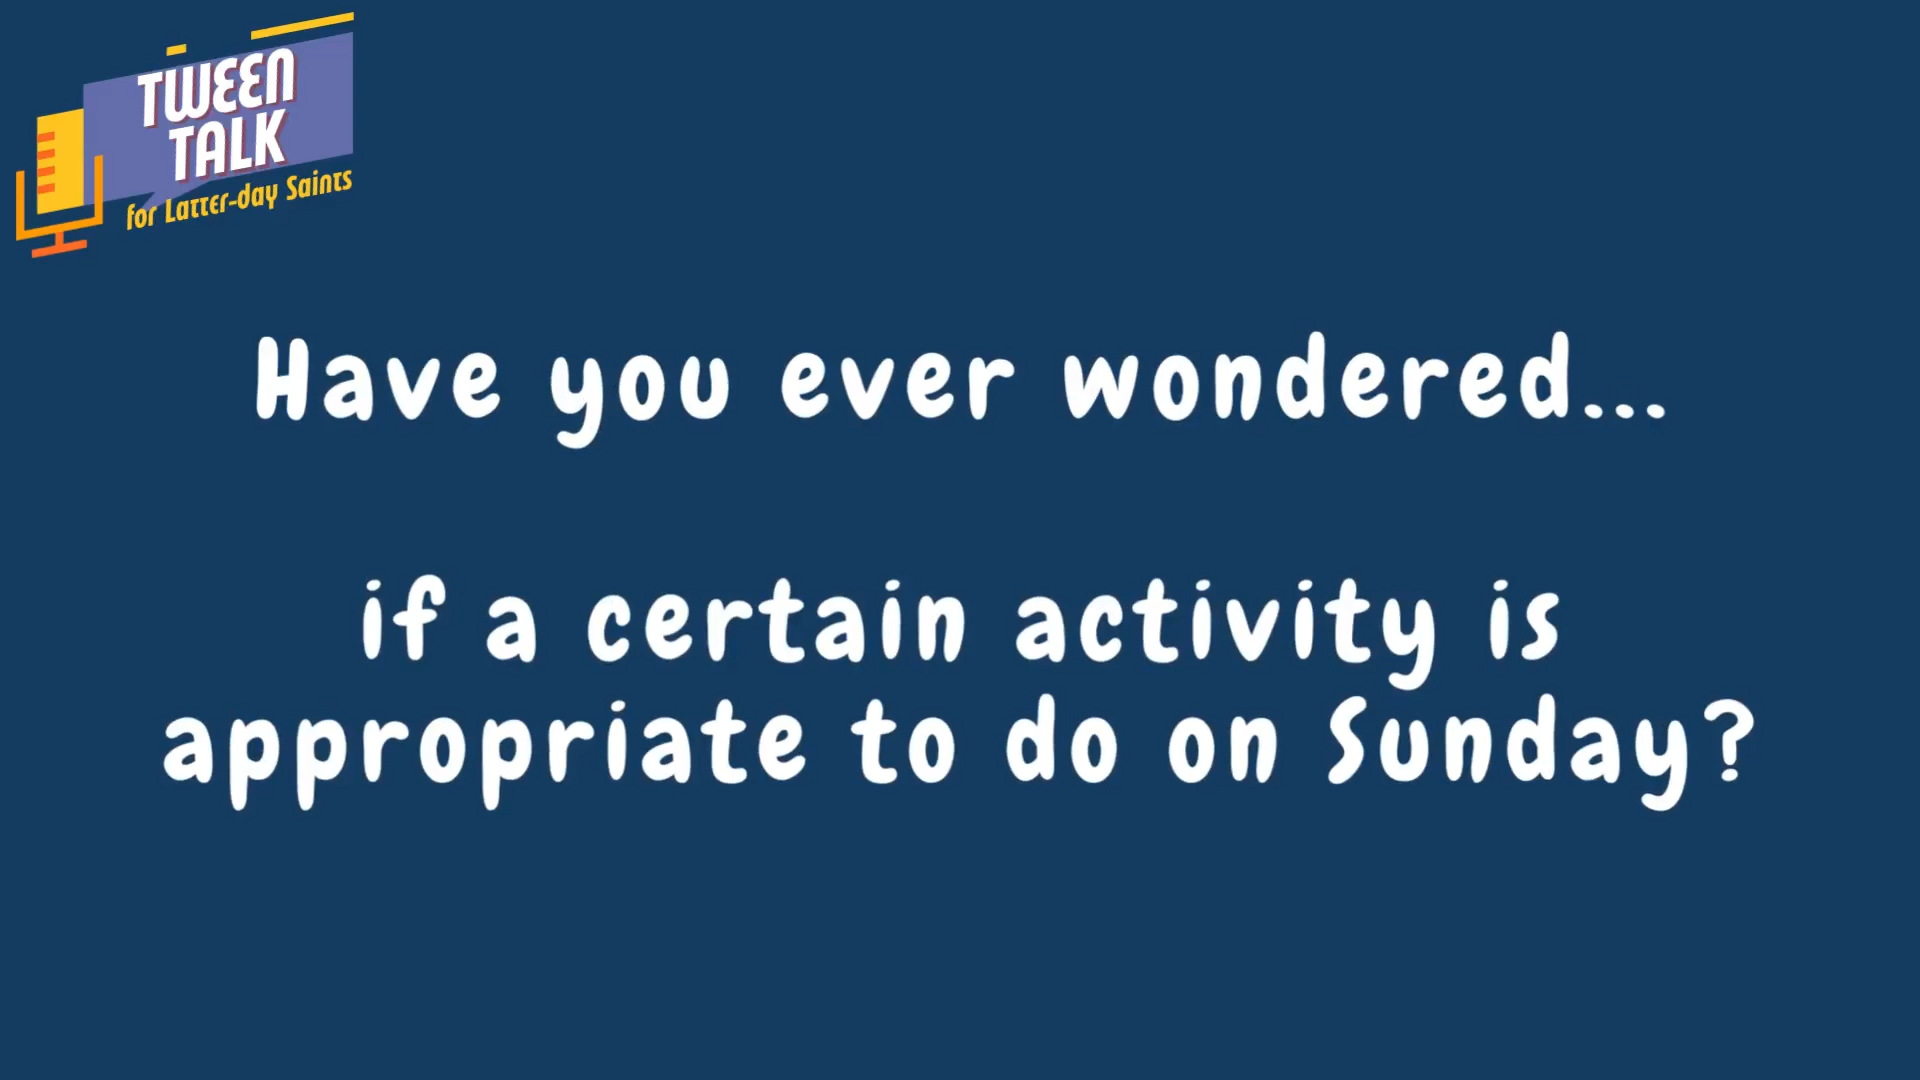 TWEEN
TALK
for Latter-day Saints
Have you ever wondered...
if a certain activity is
appropriate to do on Sunday?